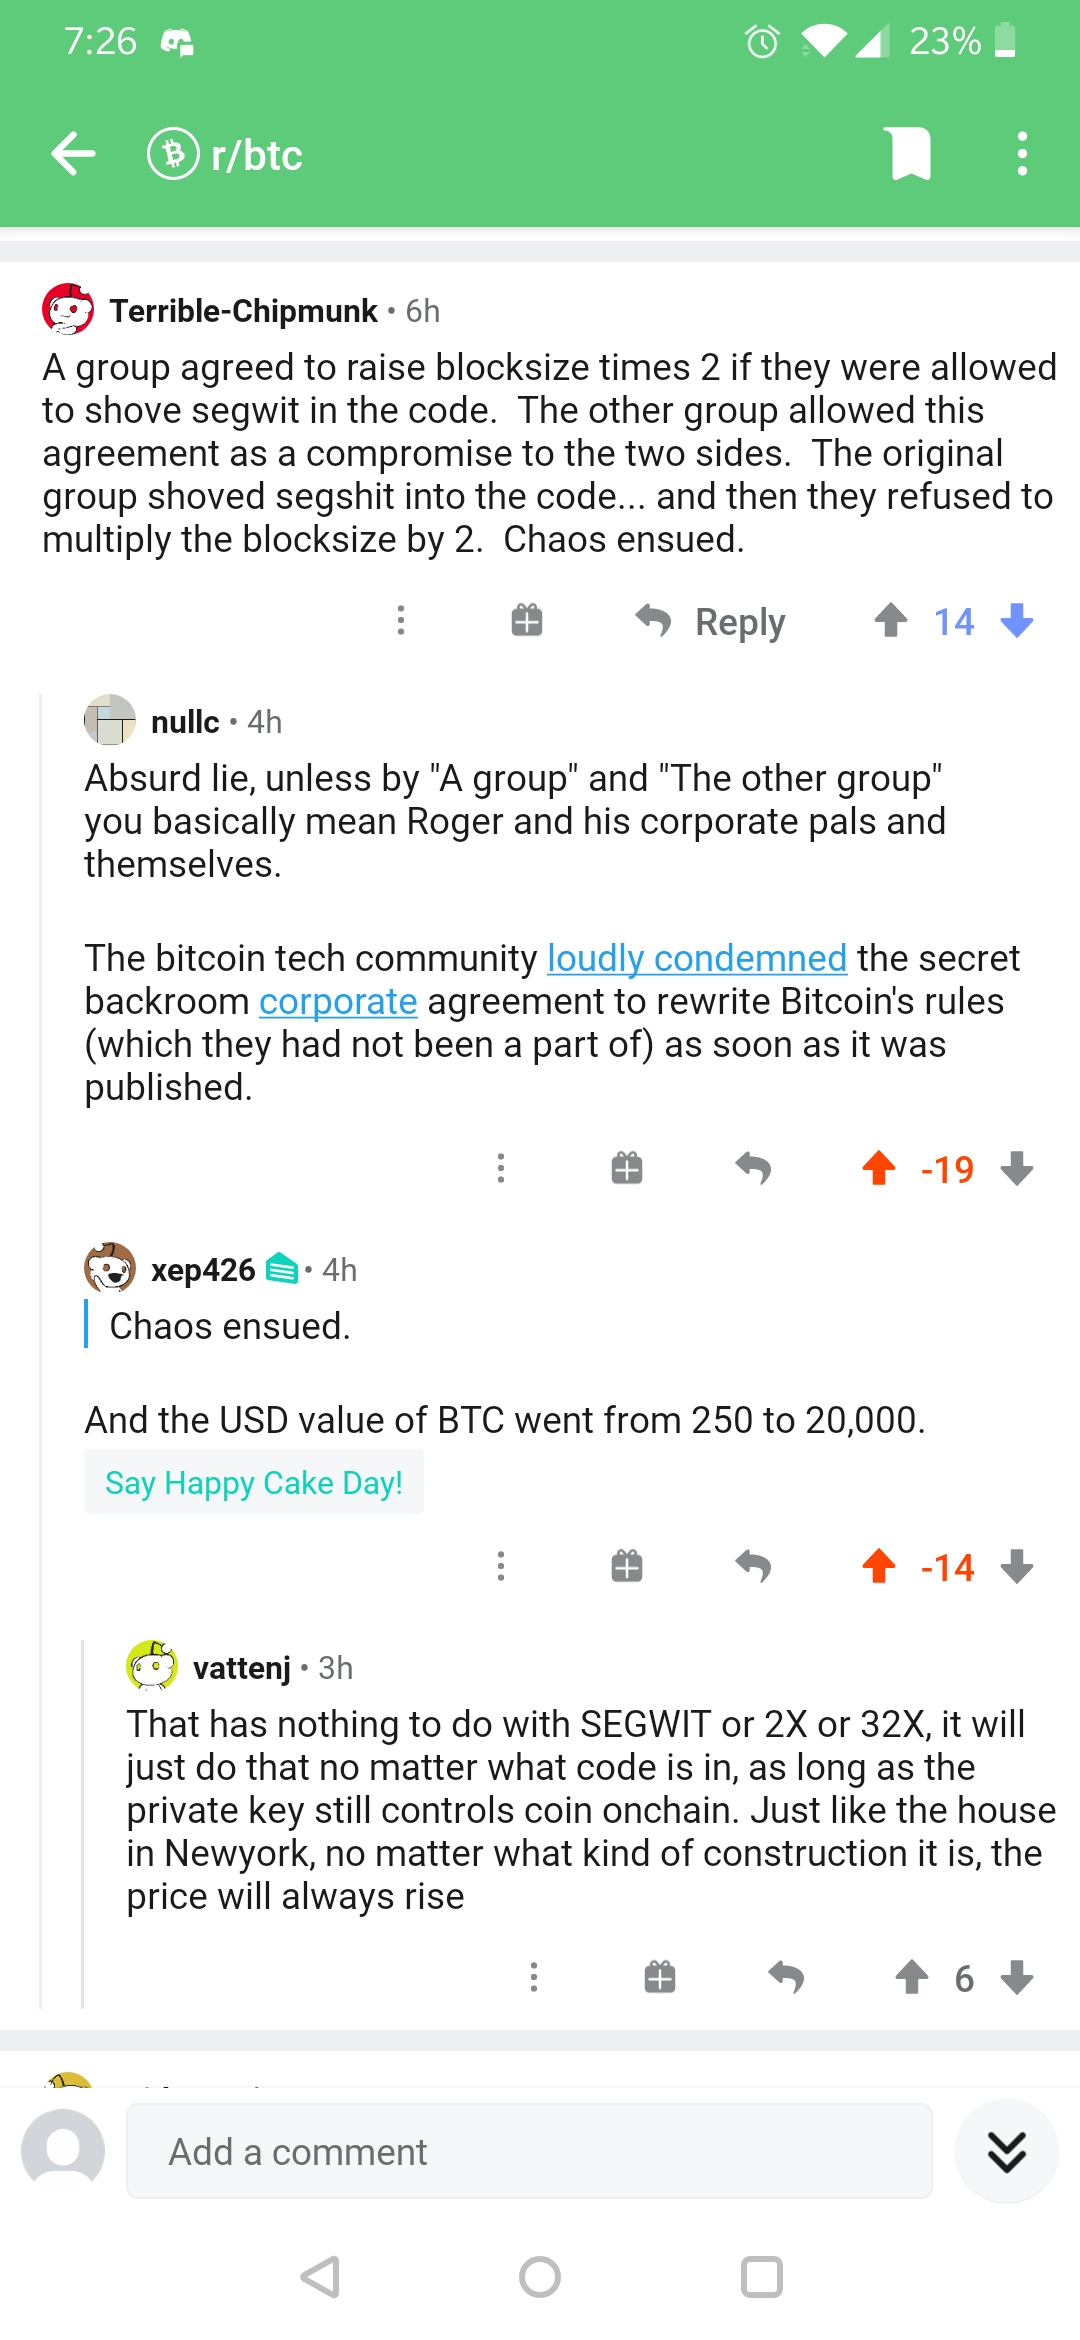 7:26
23%
r/btc
Terrible-Chipmunk • 6h
A group agreed to raise blocksize times 2 if they were allowed
to shove segwit in the code.  The other group allowed this
agreement as a compromise to the two sides.  The original
group shoved segshit into the code... and then they refused to
multiply the blocksize by 2.  Chaos ensued.
Reply 14
nullc • 4h
Absurd lie, unless by "A group" and "The other group"
you basically mean Roger and his corporate pals and
themselves.
The bitcoin tech community loudly condemned the secret
backroom corporate agreement to rewrite Bitcoin's rules
(which they had not been a part of) as soon as it was
published.
-19
xep426 • 4h
Chaos ensued.
And the USD value of BTC went from 250 to 20,000.
Say Happy Cake Day!
-14
vattenj • 3h
That has nothing to do with SEGWIT or 2X or 32X, it will
just do that no matter what code is in, as long as the
private key still controls coin onchain. Just like the house
in Newyork, no matter what kind of construction it is, the
price will always rise
6
Add a comment